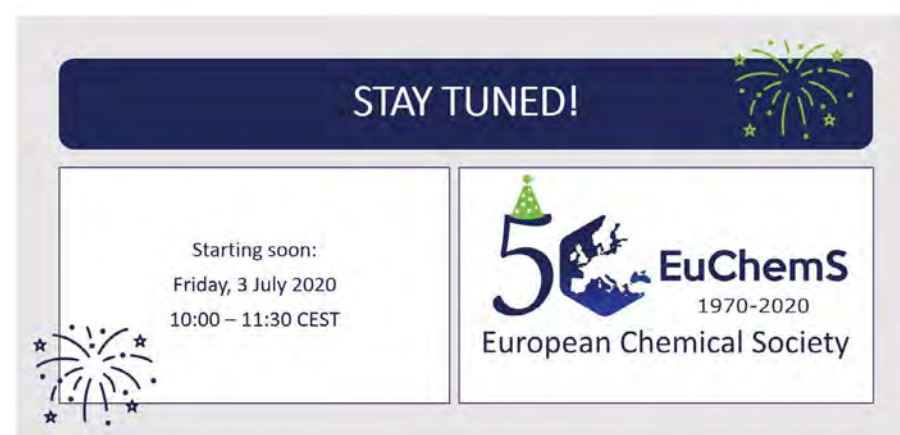 STAY TUNED!
Starting soon:
Friday, 3 July 2020
10:00 – 11:30 CEST
50
EuChemS
1970-2020
European Chemical Society